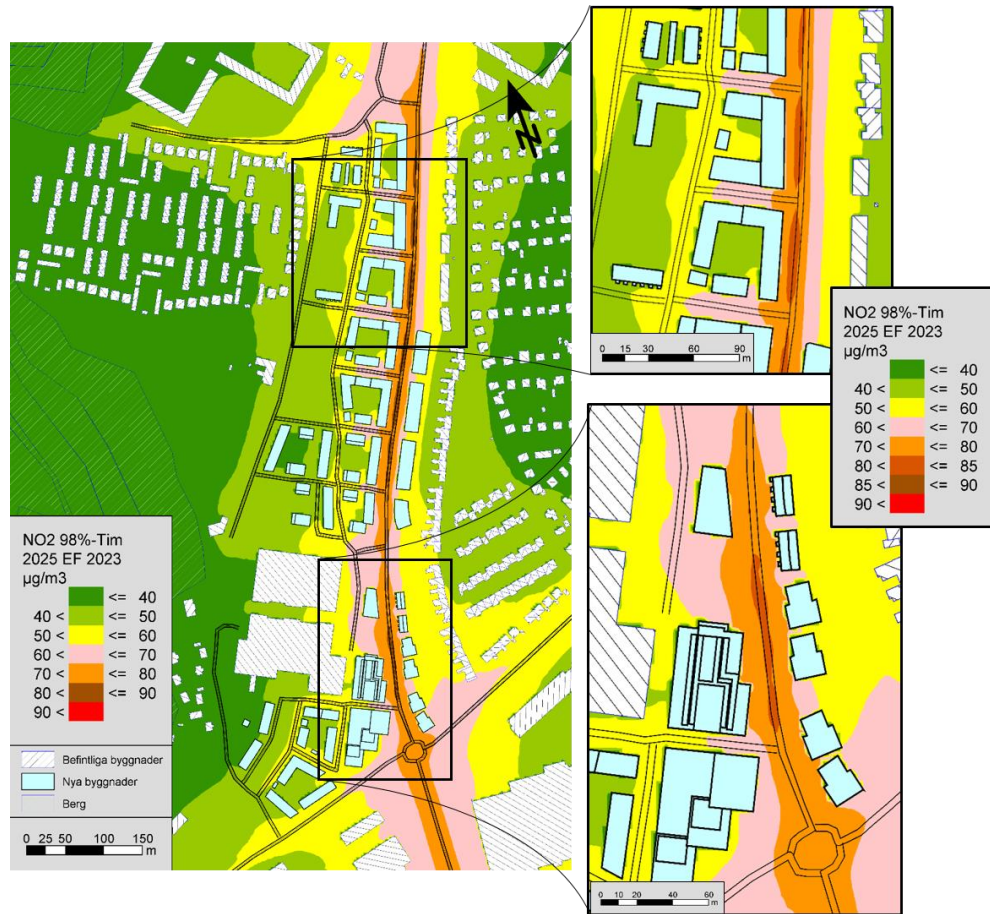 N
0 15 30 60 90
m
NO2 98%-Tim
2025 EF 2023
µg/m3
<= 40
40 < <= 50
50 < <= 60
60 < <= 70
70 < <= 80
80 < <= 85
85 < <= 90
90 <
NO2 98%-Tim
2025 EF 2023
µg/m3
<= 40
40 < <= 50
50 < <= 60
60 < <= 70
70 < <= 80
80 < <= 90
90 <
Befintliga byggnader
Nya byggnader
Berg
0 25 50 100 150
m
0 10 20 40 60
m